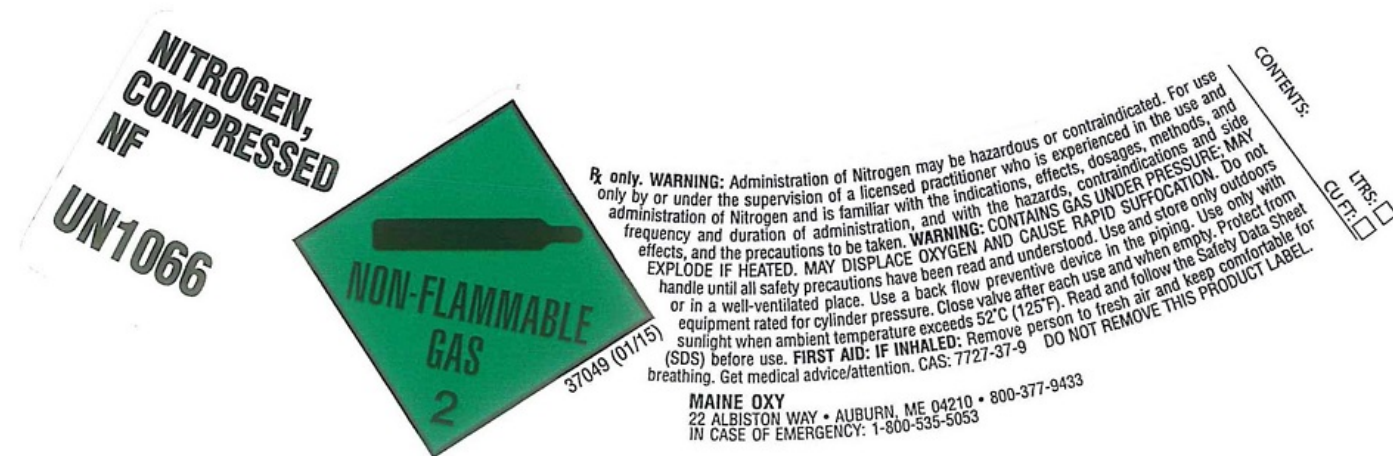 NITROGEN,
COMPRESSED
NF
UN1066
NON-FLAMMABLE
GAS
2
37049 (01/15)
℞ only. WARNING: Administration of Nitrogen may be hazardous or contraindicated. For use
only by or under the supervision of a licensed practitioner who is experienced in the use and
administration of Nitrogen and is familiar with the indications, effects, dosages, methods, and
frequency and duration of administration, and with the hazards, contraindications and side
effects, and the precautions to be taken. WARNING: CONTAINS GAS UNDER PRESSURE; MAY
EXPLODE IF HEATED. MAY DISPLACE OXYGEN AND CAUSE RAPID SUFFOCATION. Do not
handle until all safety precautions have been read and understood. Use and store only outdoors
or in a well-ventilated place. Use a back flow preventive device in the piping. Use only with
equipment rated for cylinder pressure. Close valve after each use and when empty. Protect from
sunlight when ambient temperature exceeds 52°C (125°F). Read and follow the Safety Data Sheet
(SDS) before use. FIRST AID: IF INHALED: Remove person to fresh air and keep comfortable for
breathing. Get medical advice/attention. CAS: 7727-37-9 DO NOT REMOVE THIS PRODUCT LABEL.
MAINE OXY
22 ALBISTON WAY • AUBURN, ME 04210 • 800-377-9433
IN CASE OF EMERGENCY: 1-800-535-5053
CONTENTS:
LTRS:
CU FT: